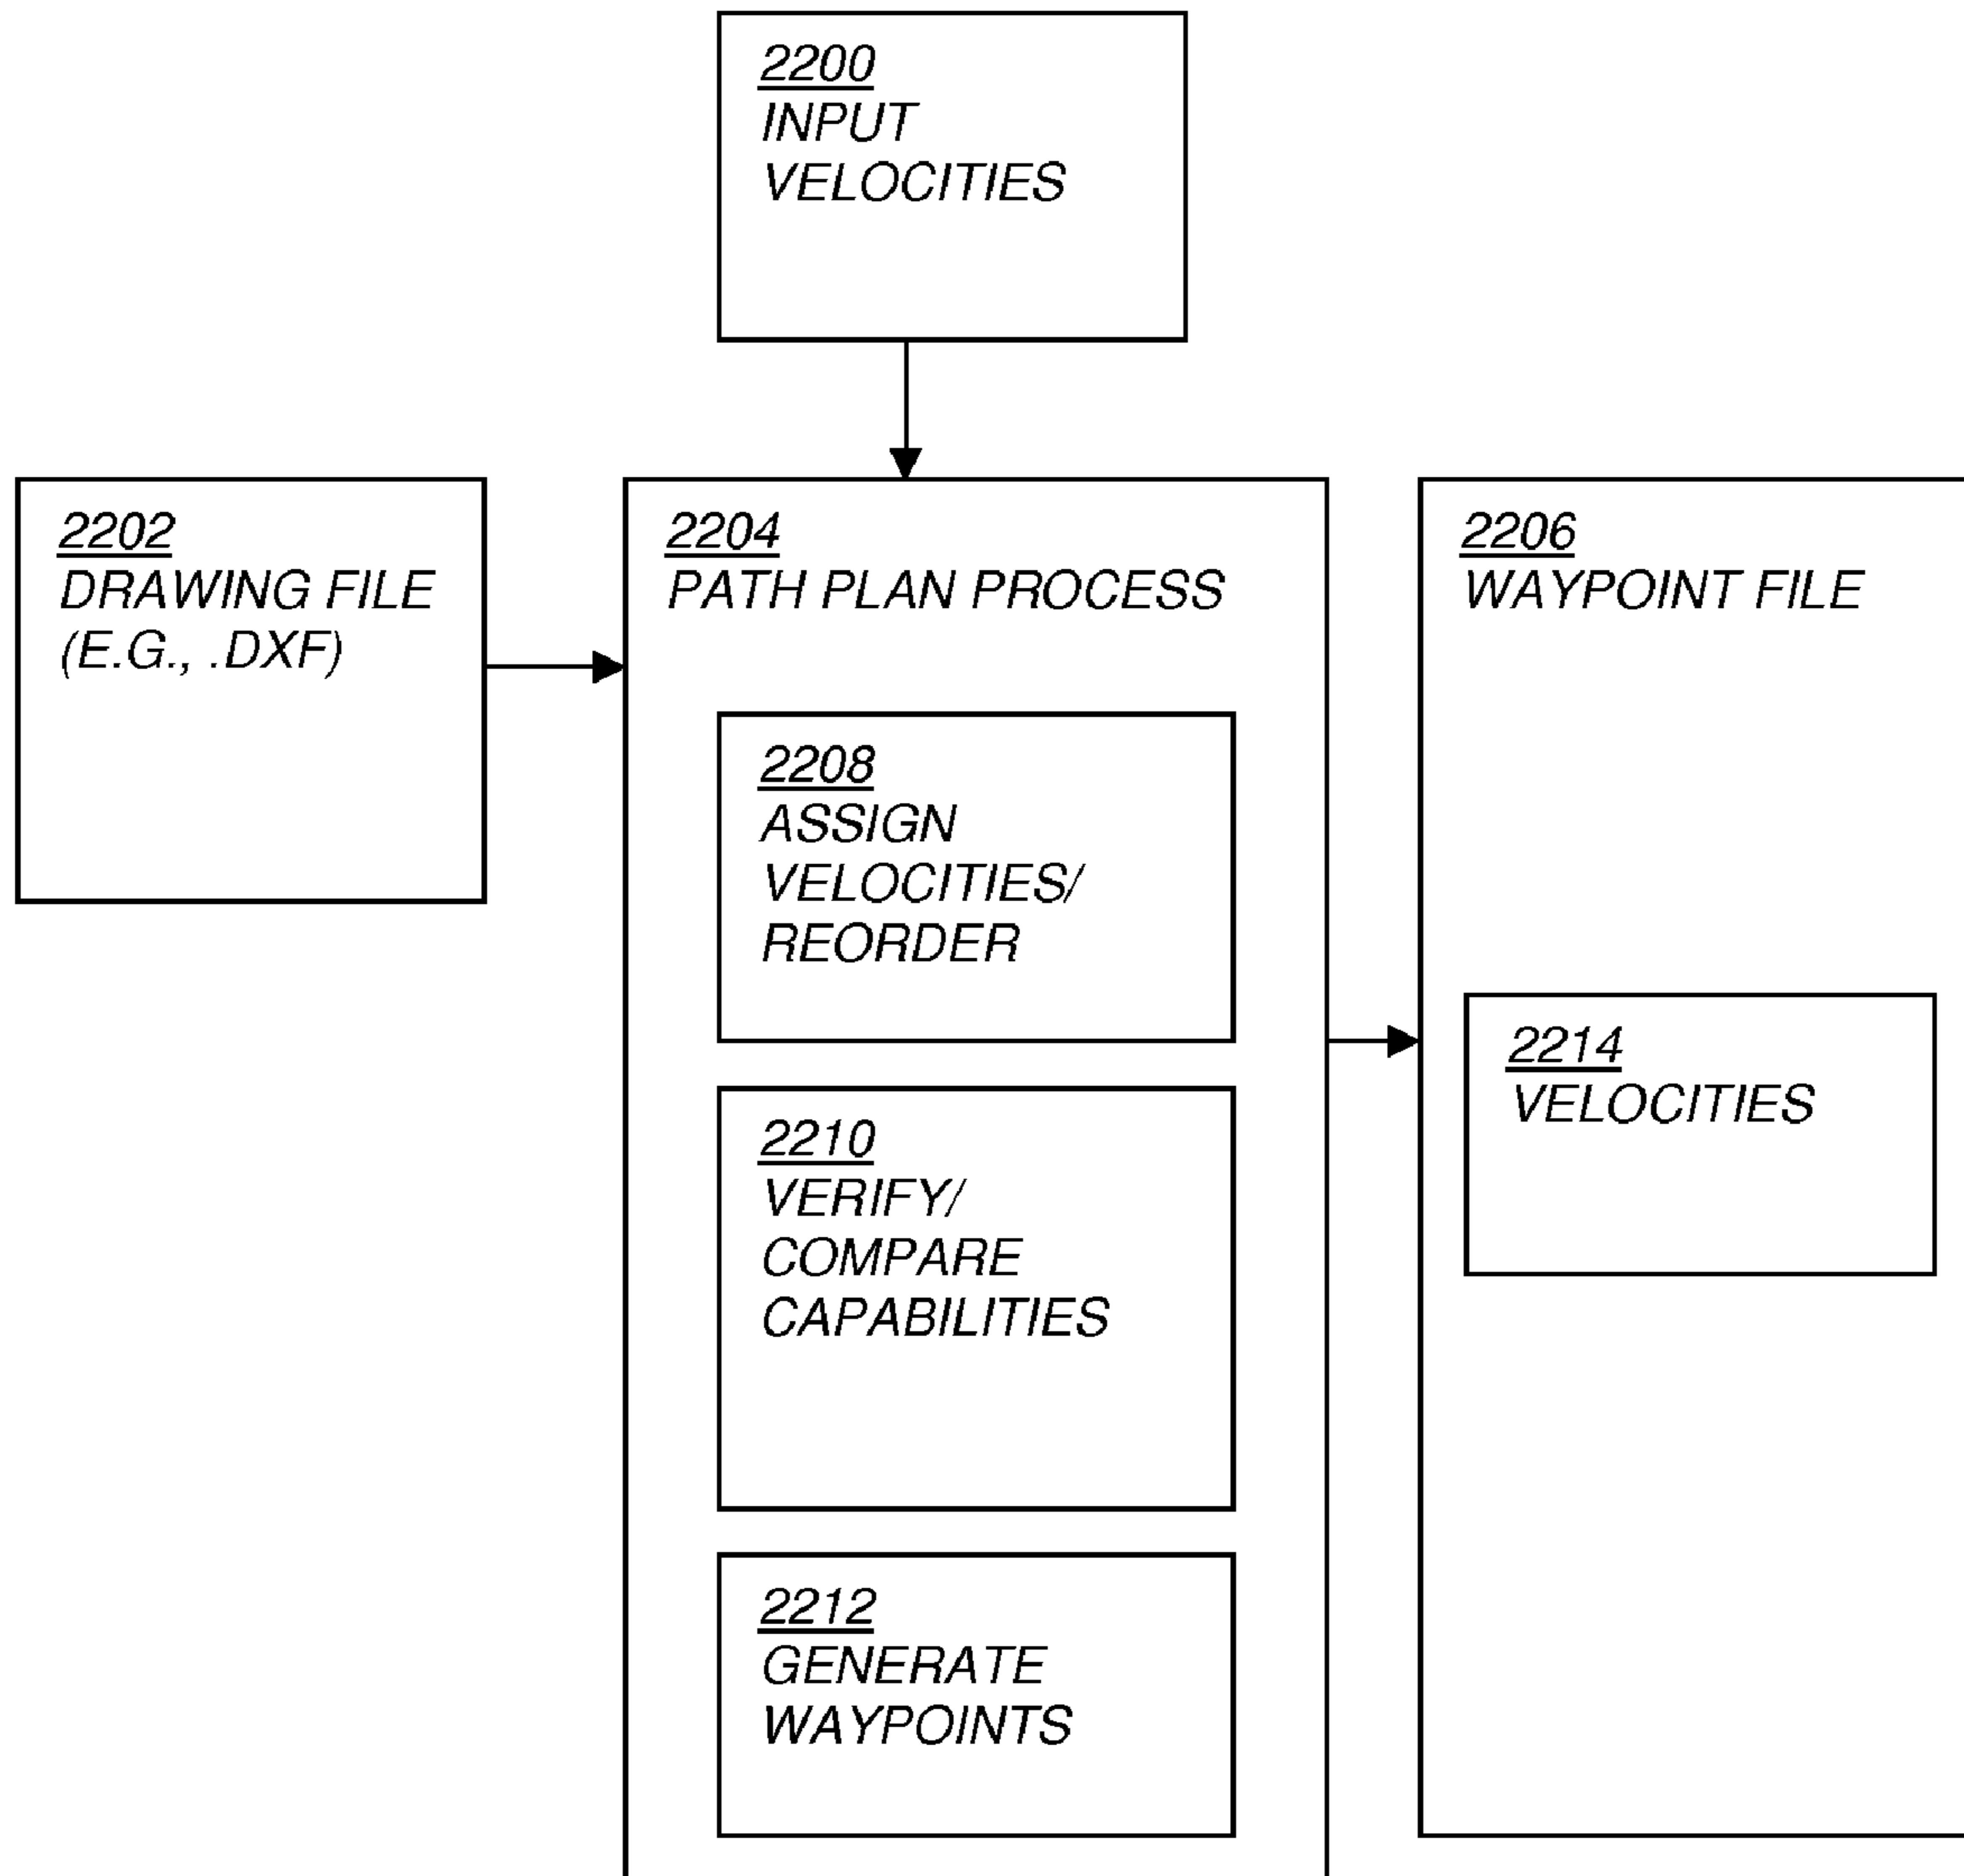 2200
INPUT
VELOCITIES
2202
DRAWING FILE
(E.G., .DXF)
2204
PATH PLAN PROCESS
2208
ASSIGN
VELOCITIES/
REORDER
2210
VERIFY/
COMPARE
CAPABILITIES
2212
GENERATE
WAYPOINTS
2206
WAYPOINT FILE
2214
VELOCITIES